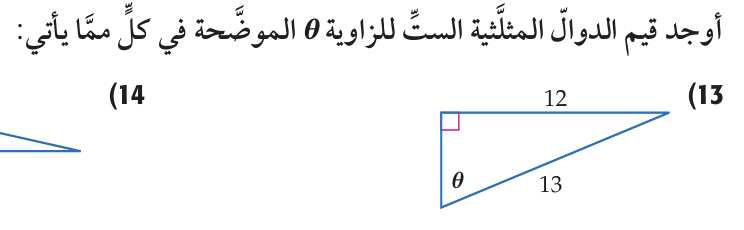 أوجد قيم الدوالّ المثلَّثية الستِّ للزاوية θ الموضَّحة في كلٍّ ممَّا يأتي:
(13
12
θ
13
(14